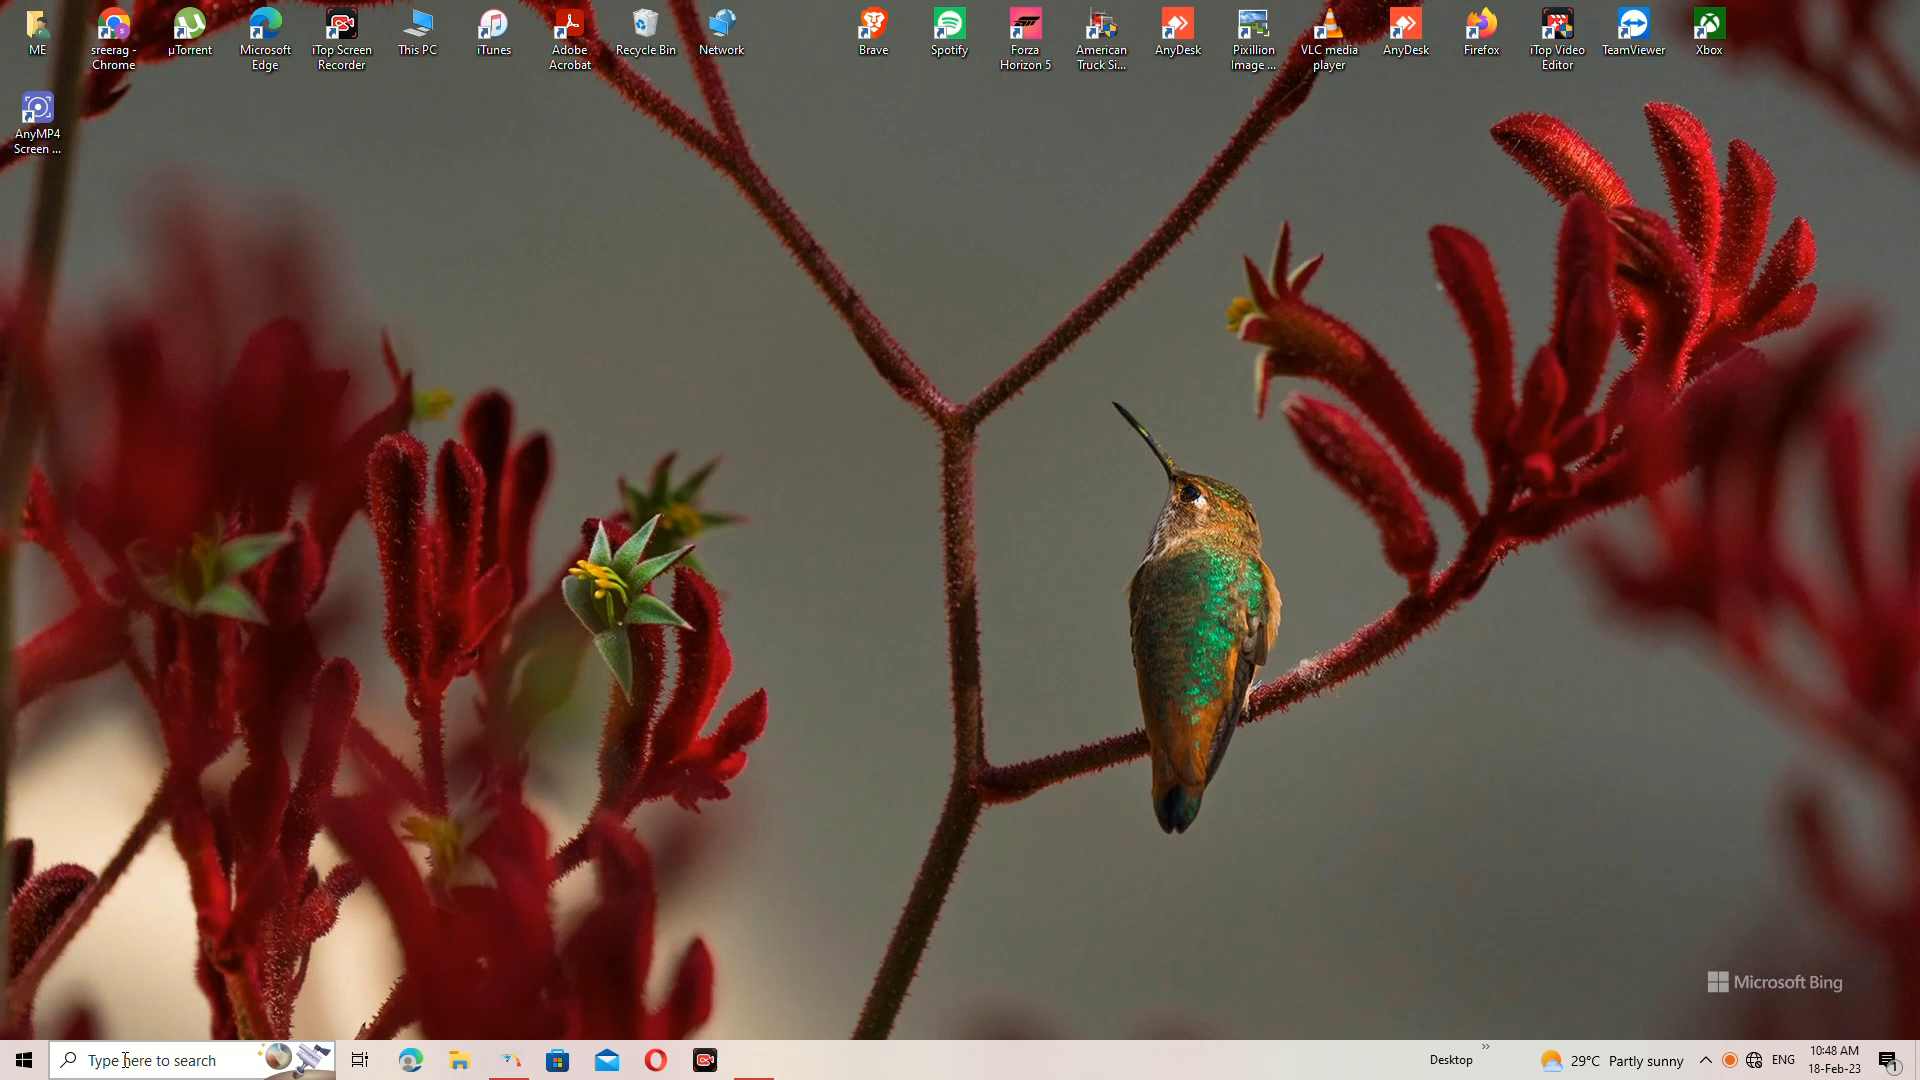 ME
sreerag -
Chrome
µTorrent
Microsoft
Edge
iTop Screen
Recorder
This PC
iTunes
Adobe
Acrobat
Recycle Bin
Network
Brave
Spotify
Forza
Horizon 5
American
Truck Si...
AnyDesk
Pixillion
Image ...
VLC media
player
AnyDesk
Firefox
iTop Video
Editor
TeamViewer
Xbox
AnyMP4
Screen ...
Microsoft Bing
Type here to search
Desktop
»
29°C Partly sunny
ENG
10:48 AM
18-Feb-23
1